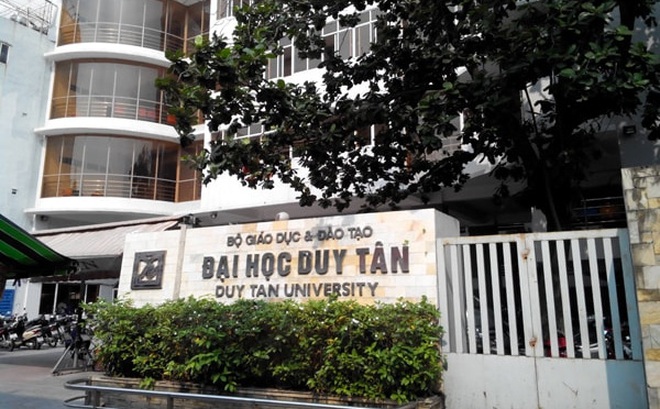 BỘ GIÁO DỤC & ĐÀO TẠO
ĐẠI HỌC DUY TÂN
DUY TAN UNIVERSITY